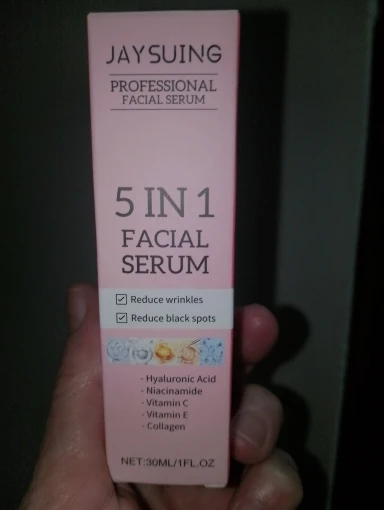 JAYSUING
PROFESSIONAL
FACIAL SERUM
5 IN 1
FACIAL
SERUM
Reduce wrinkles
Reduce black spots
- Hyaluronic Acid
- Niacinamide
- Vitamin C
- Vitamin E
- Collagen
NET:30ML/1FL.OZ